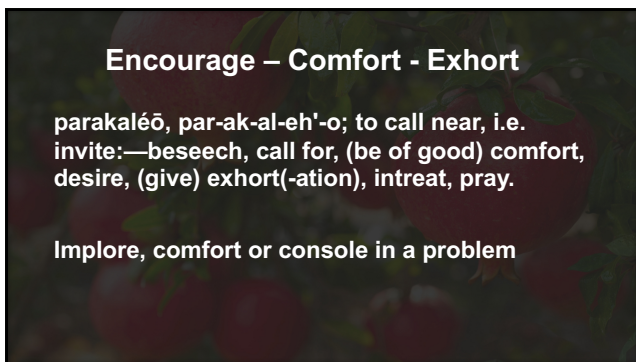 Encourage – Comfort - Exhort
parakaléō, par-ak-al-eh'-o; to call near, i.e.
invite:—beseech, call for, (be of good) comfort,
desire, (give) exhort(-ation), intreat, pray.
Implore, comfort or console in a problem